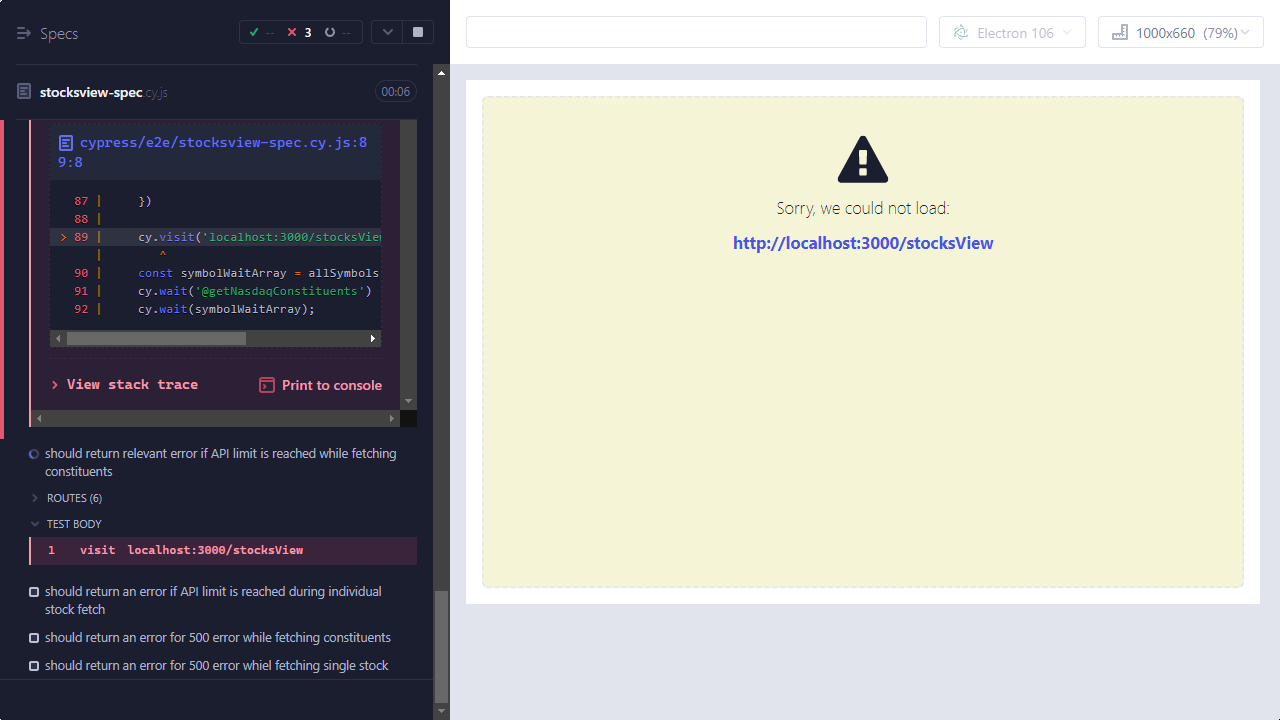 Specs
-- 3 --
stocksview-spec.cy.js
00:06
cypress/e2e/stocksview-spec.cy.js:8
9:8
87 | })
88 |
> 89 | cy.visit('localhost:3000/stocksView
| ^
90 | const symbolWaitArray = allSymbols
91 | cy.wait('@getNasdaqConstituents')
92 | cy.wait(symbolWaitArray);
View stack trace
Print to console
should return relevant error if API limit is reached while fetching
constituents
ROUTES (6)
TEST BODY
1 visit localhost:3000/stocksView
should return an error if API limit is reached during individual
stock fetch
should return an error for 500 error while fetching constituents
should return an error for 500 error whiel fetching single stock
Electron 106
1000x660 (79%)
Sorry, we could not load:
http://localhost:3000/stocksView